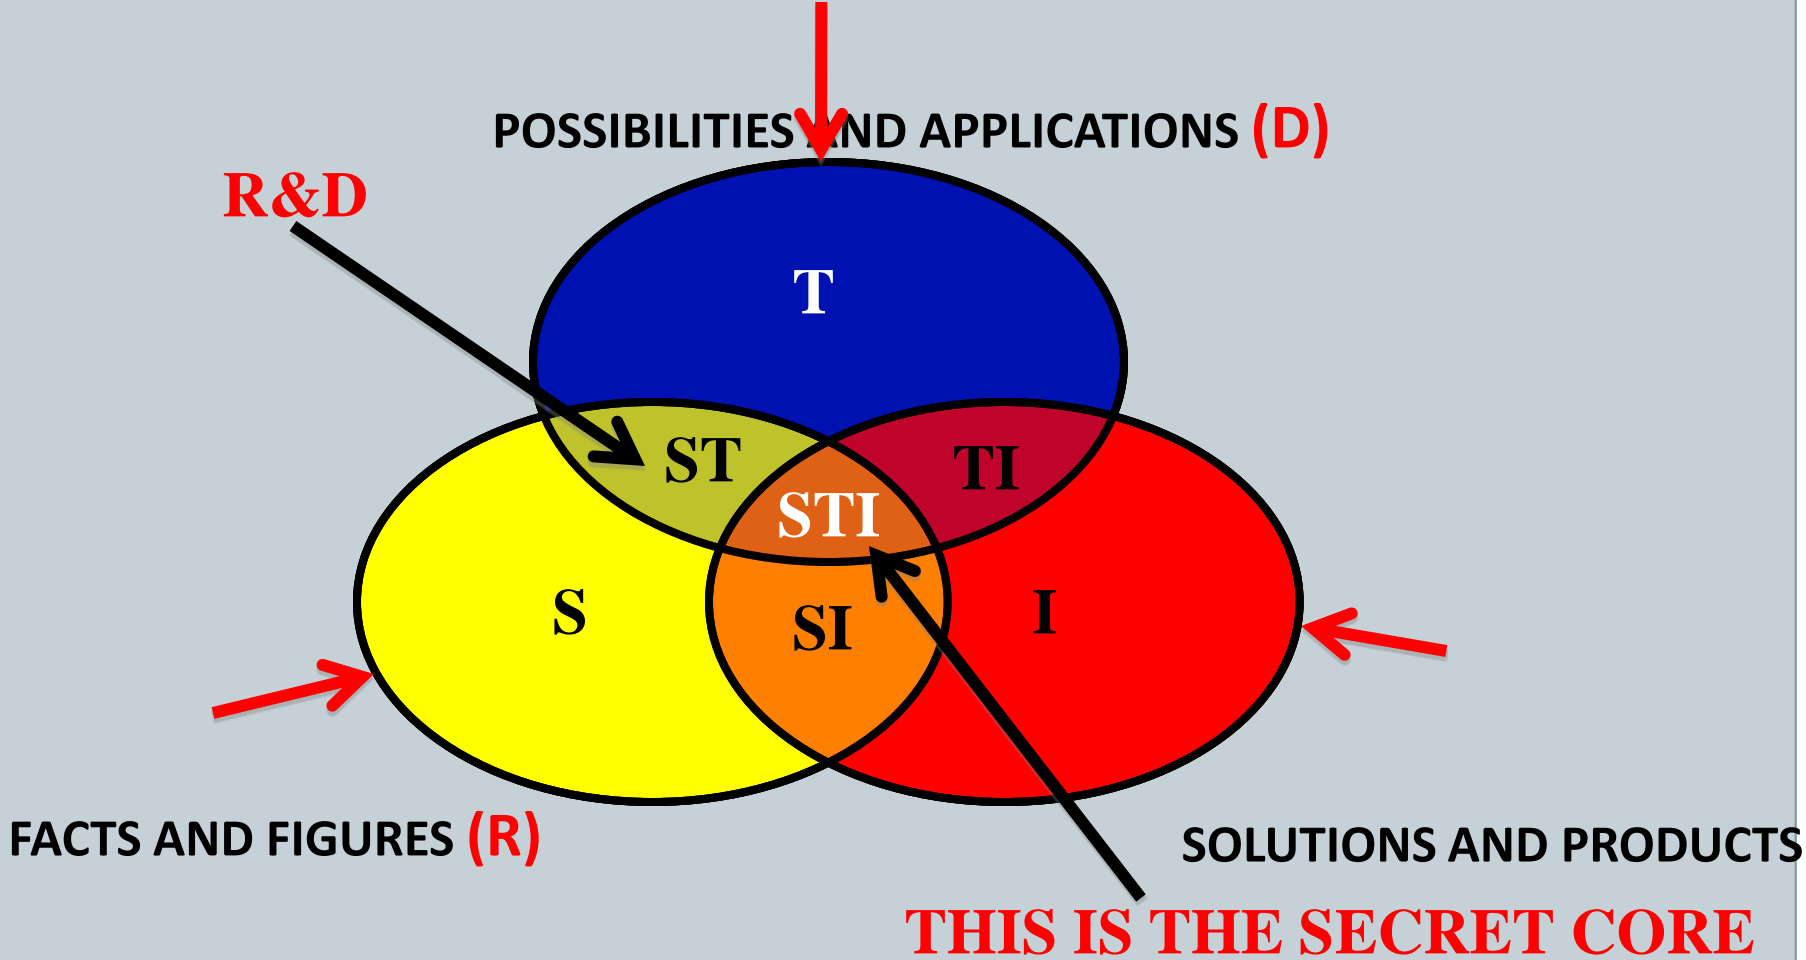 POSSIBILITIES AND APPLICATIONS (D)
R&D
T
ST
TI
STI
S
SI
I
FACTS AND FIGURES (R)
SOLUTIONS AND PRODUCTS
THIS IS THE SECRET CORE